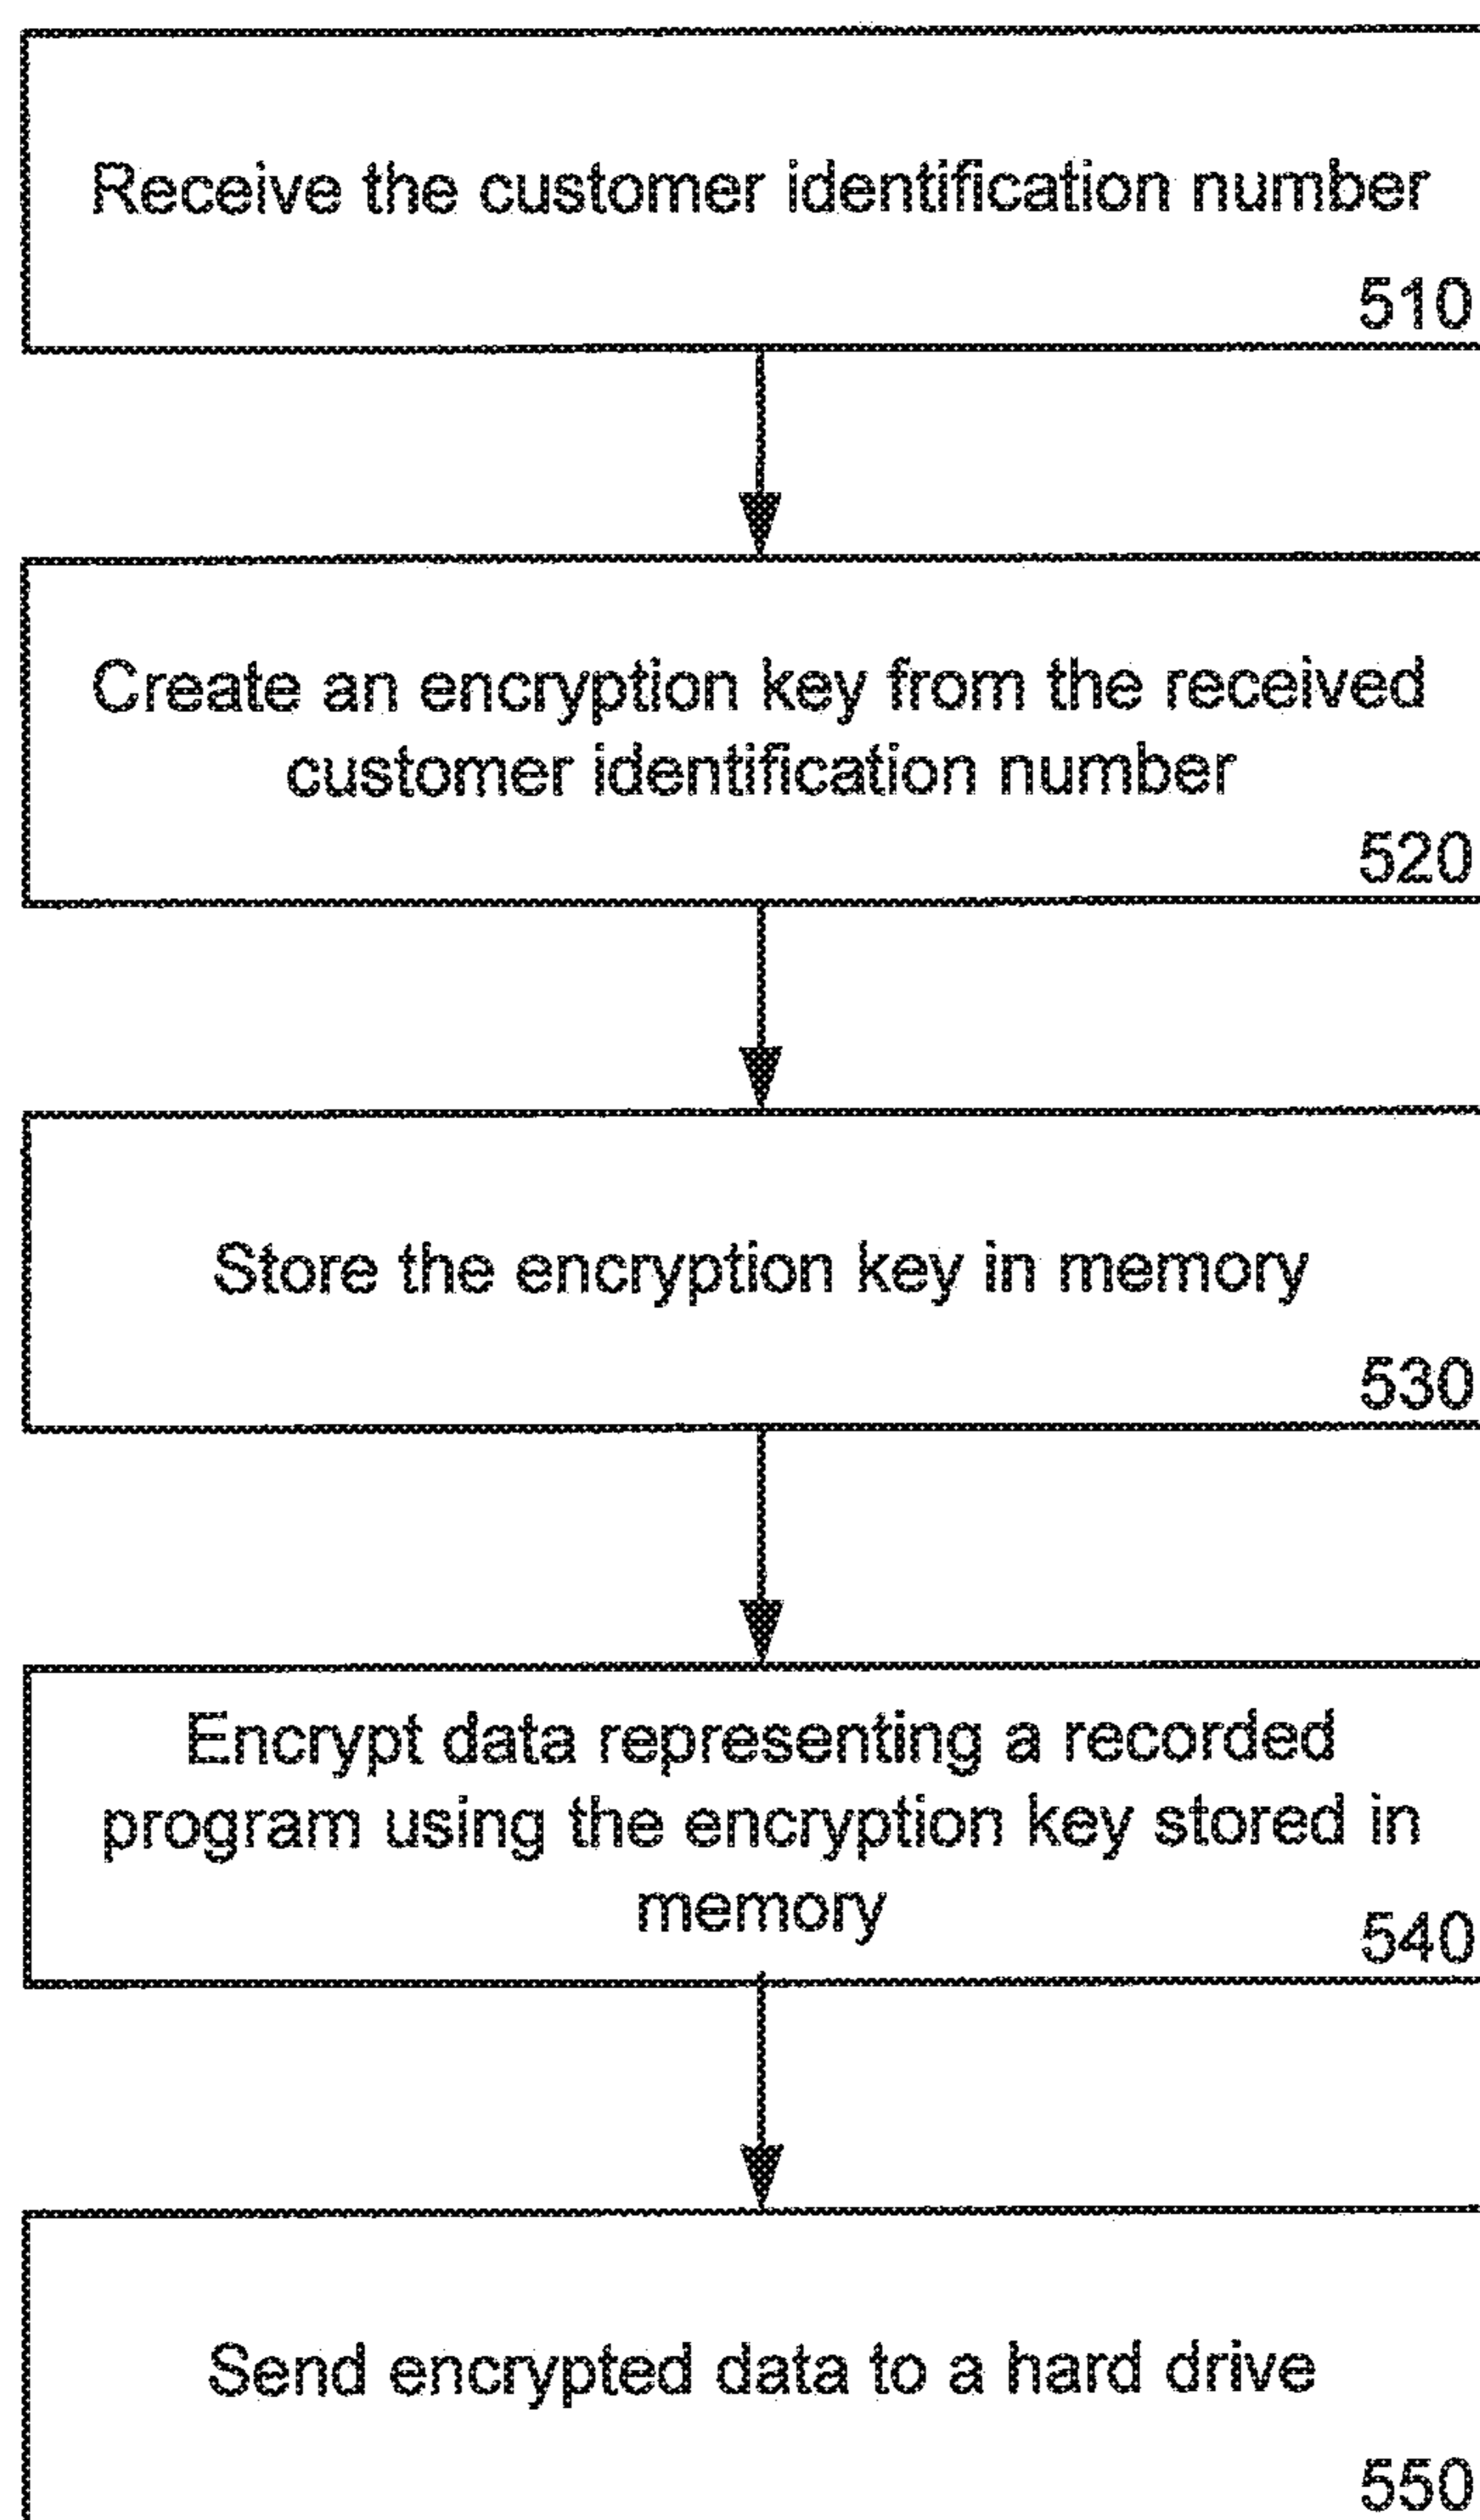 Receive the customer identification number
510
Create an encryption key from the received
customer identification number
520
Store the encryption key in memory
530
Encrypt data representing a recorded
program using the encryption key stored in
memory
540
Send encrypted data to a hard drive
550